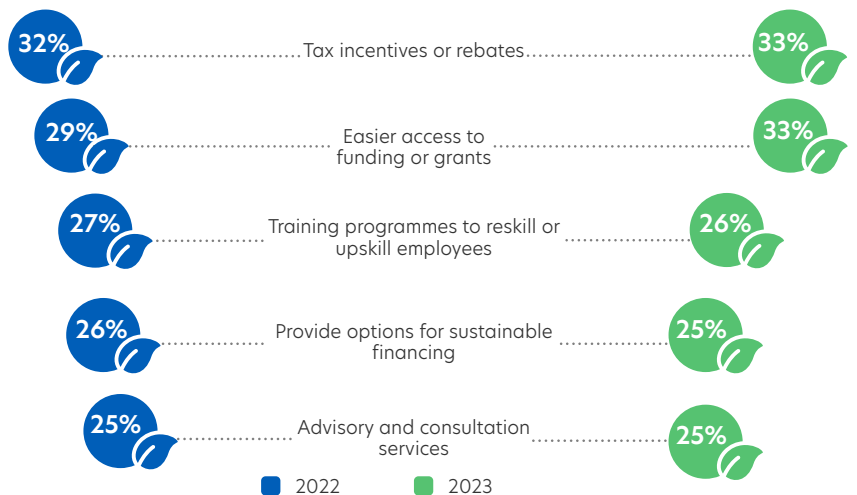 32%
Tax incentives or rebates
33%
29%
Easier access to
funding or grants
33%
27%
Training programmes to reskill or
upskill employees
26%
26%
Provide options for sustainable
financing
25%
25%
Advisory and consultation
services
25%
2022
2023